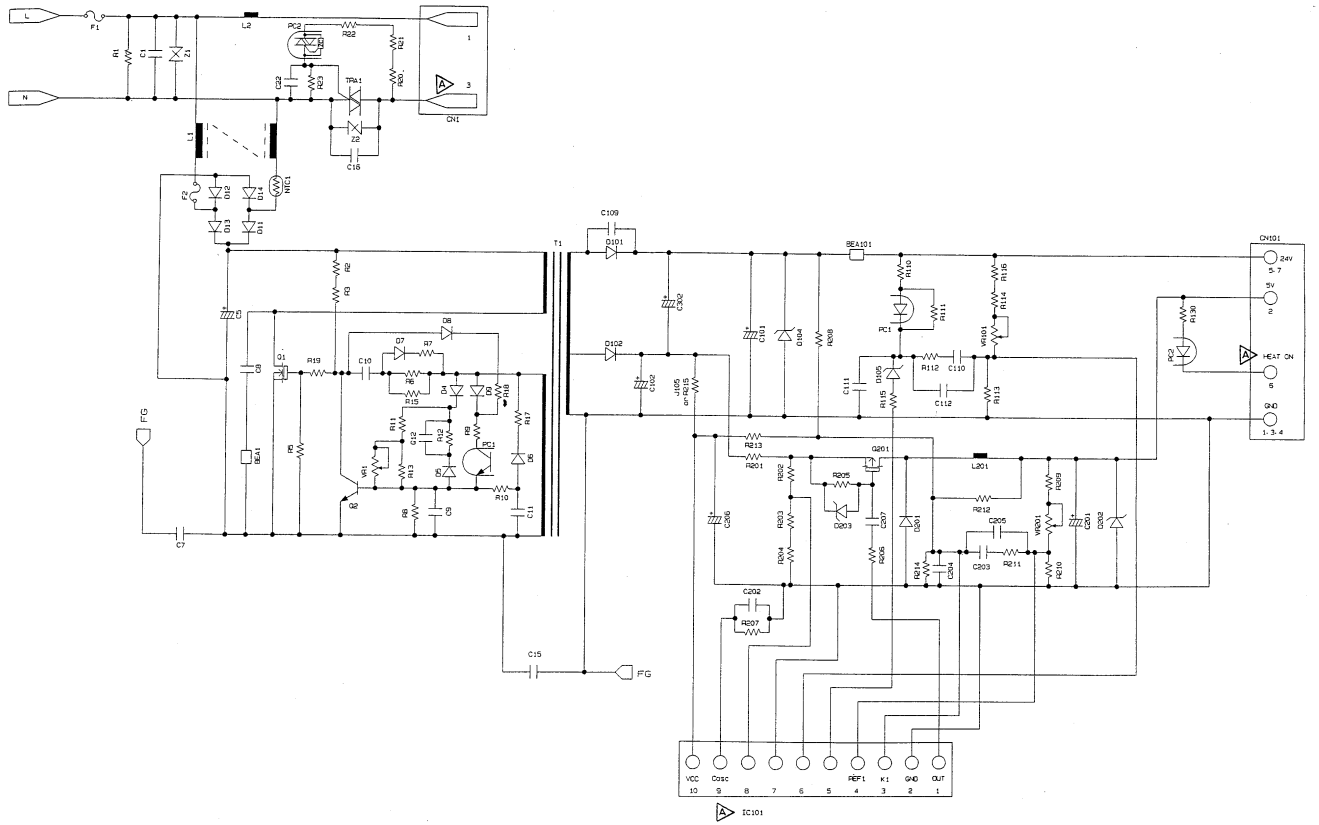 L
F1
R1
C1
Z1
L2
PC2
R22
R21
R20
C22
R23
TRA1
Z2
C16
1
A
3
CN1
N
L1
F2
D12
D14
NTC1
D13
D11
C5
R2
R3
C8
Q1
R19
D8
D7
R7
C10
R6
R15
D4
D9
R18
R17
R11
C12
R12
R9
PC1
D6
VR1
R13
D5
R5
BEA1
Q2
R8
C9
R10
C11
FG
C7
C15
FG
T1
C109
D101
D102
C302
C102
J105
or R215
C101
D104
R208
BEA101
R110
PC1
R111
R116
R114
VR101
C111
D105
R115
R112
C110
C112
R113
CN101
24V
5-7
5V
2
R130
PC2
A
HEAT ON
6
GND
1, 3, 4
R213
R201
Q201
R202
R205
D203
C207
R206
D201
L201
R212
R209
VR201
C201
D202
C206
R203
R204
C205
C203
R211
R214
C204
R210
C202
R207
VCC
10
Cosc
9
8
7
6
5
REF1
4
K1
3
GND
2
OUT
1
A
IC101